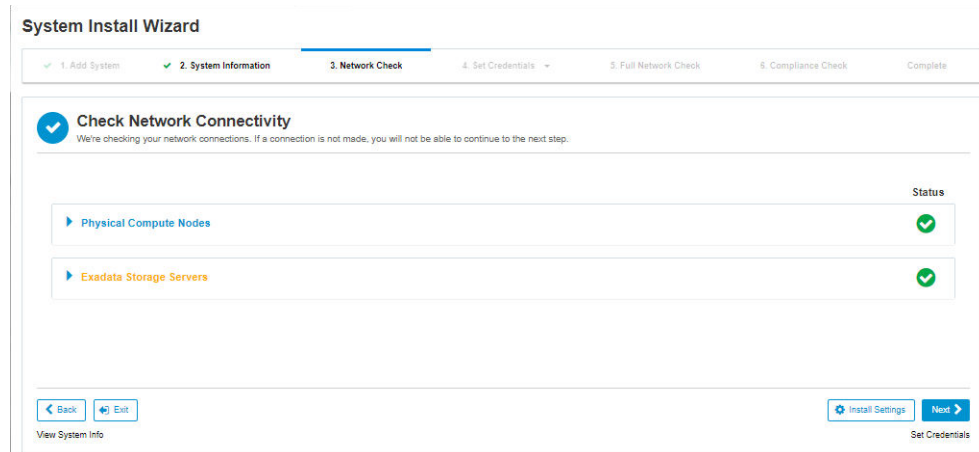 System Install Wizard
1. Add System
2. System Information
3. Network Check
4. Set Credentials
5. Full Network Check
6. Compliance Check
Complete
Check Network Connectivity
We're checking your network connections. If a connection is not made, you will not be able to continue to the next step.
Status
Physical Compute Nodes
Exadata Storage Servers
Back
Exit
Install Settings
Next
View System Info
Set Credentials